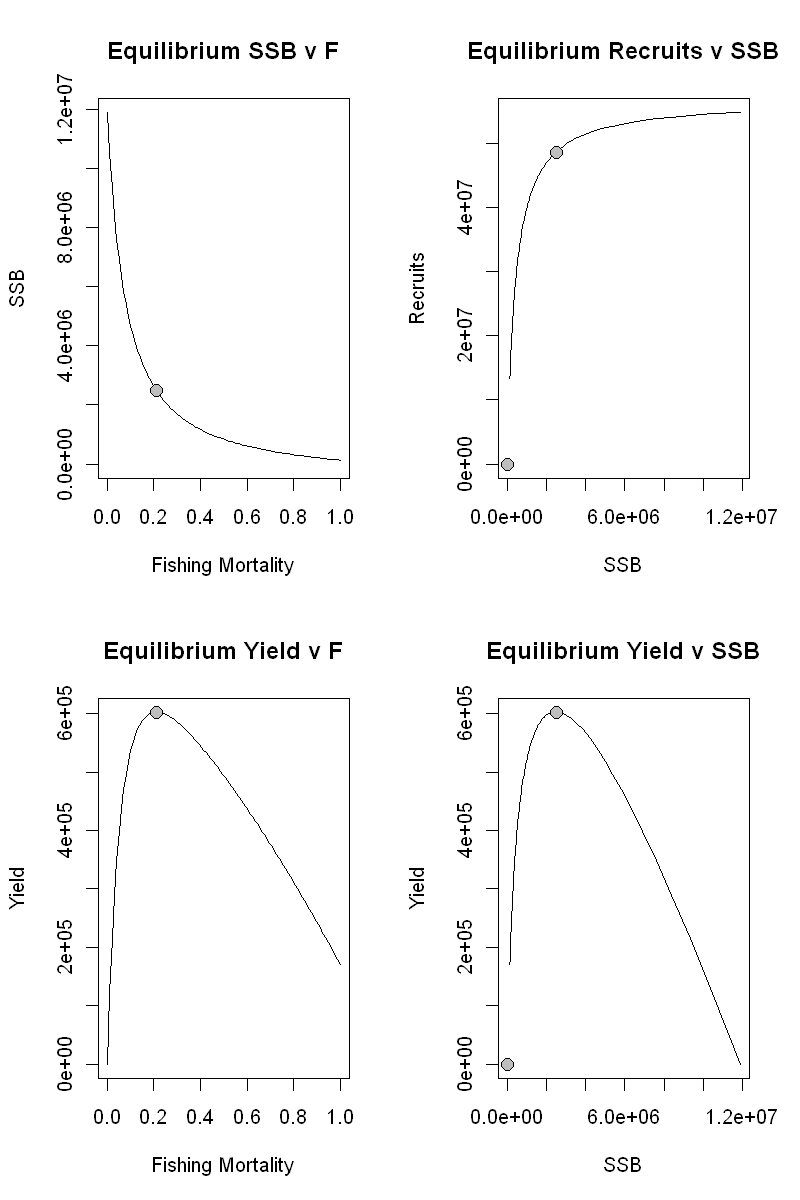 Equilibrium SSB v F
SSB
1.2e+07
8.0e+06
4.0e+06
0.0e+00
0.0 0.2 0.4 0.6 0.8 1.0
Fishing Mortality
Equilibrium Recruits v SSB
Recruits
4e+07
2e+07
0e+00
0.0e+00 6.0e+06 1.2e+07
SSB
Equilibrium Yield v F
Yield
6e+05
4e+05
2e+05
0e+00
0.0 0.2 0.4 0.6 0.8 1.0
Fishing Mortality
Equilibrium Yield v SSB
Yield
6e+05
4e+05
2e+05
0e+00
0.0e+00 6.0e+06 1.2e+07
SSB